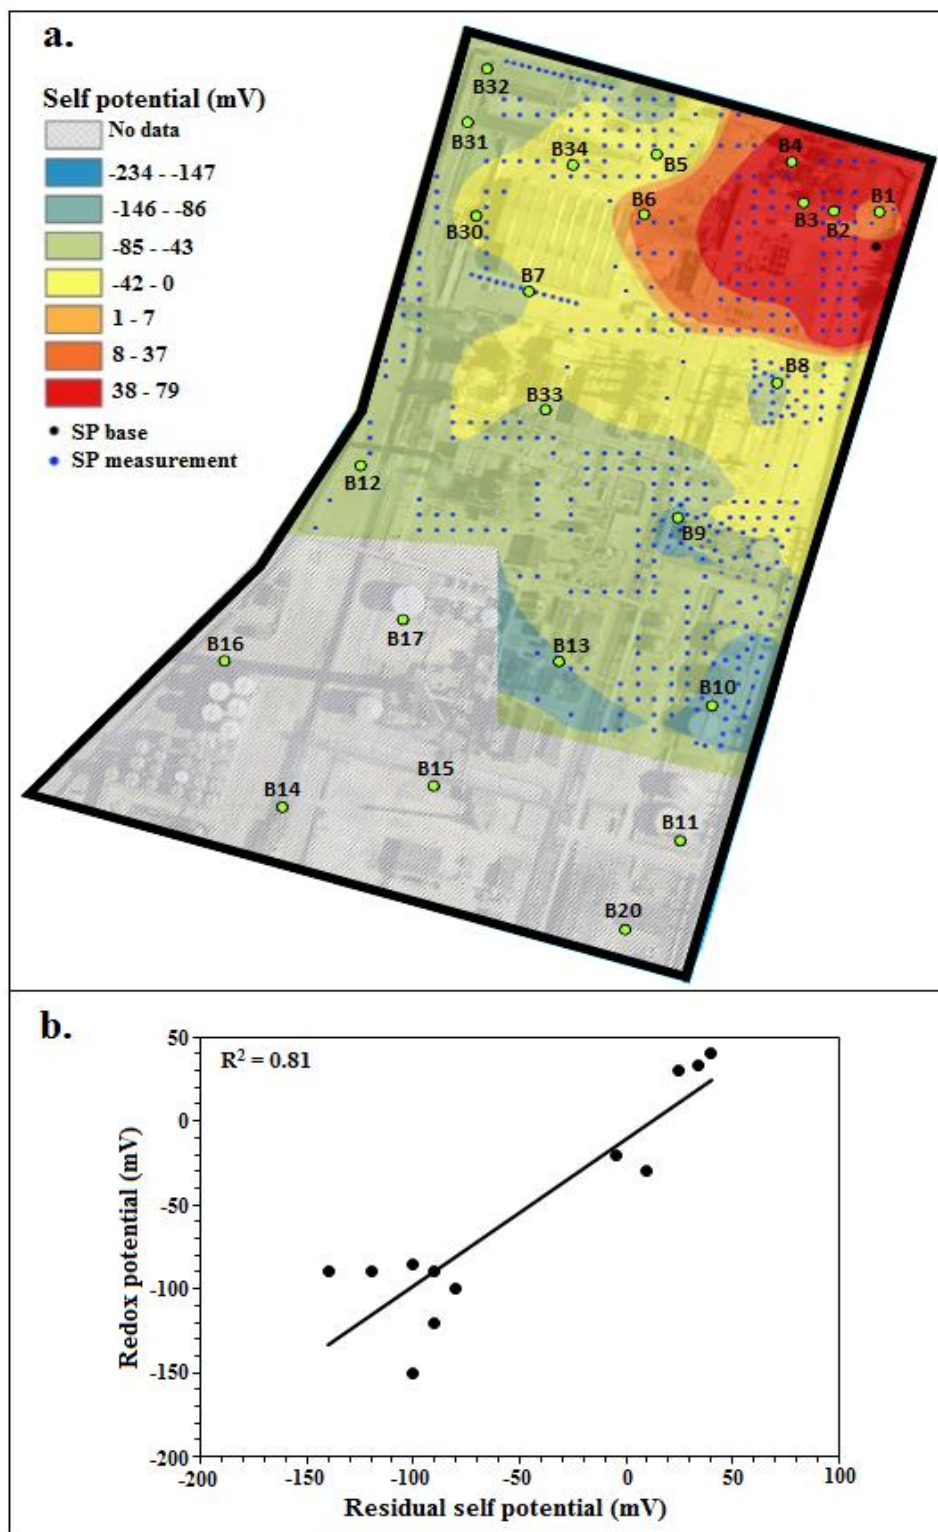 a.
Self potential (mV)
No data
-234 - -147
-146 - -86
-85 - -43
-42 - 0
1 - 7
8 - 37
38 - 79
SP base
SP measurement
B32
B31
B34
B5
B4
B30
B6
B3
B2
B1
B7
B8
B33
B12
B9
B17
B16
B13
B10
B15
B14
B11
B20
b.
R² = 0.81
Redox potential (mV)
50
0
-50
-100
-150
-200
-200 -150 -100 -50 0 50 100
Residual self potential (mV)